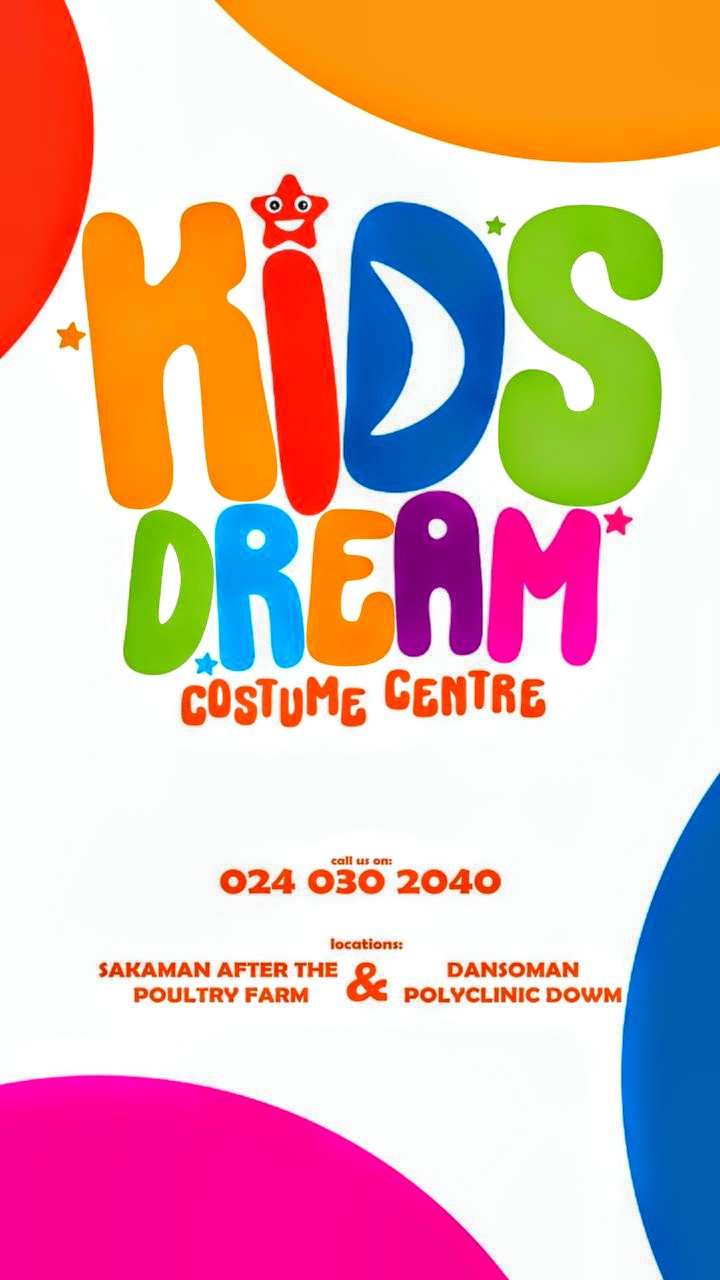 KiDS
DREAM
COSTUME CENTRE
call us on:
024 030 2040
locations:
SAKAMAN AFTER THE
POULTRY FARM
&
DANSOMAN
POLYCLINIC DOWM